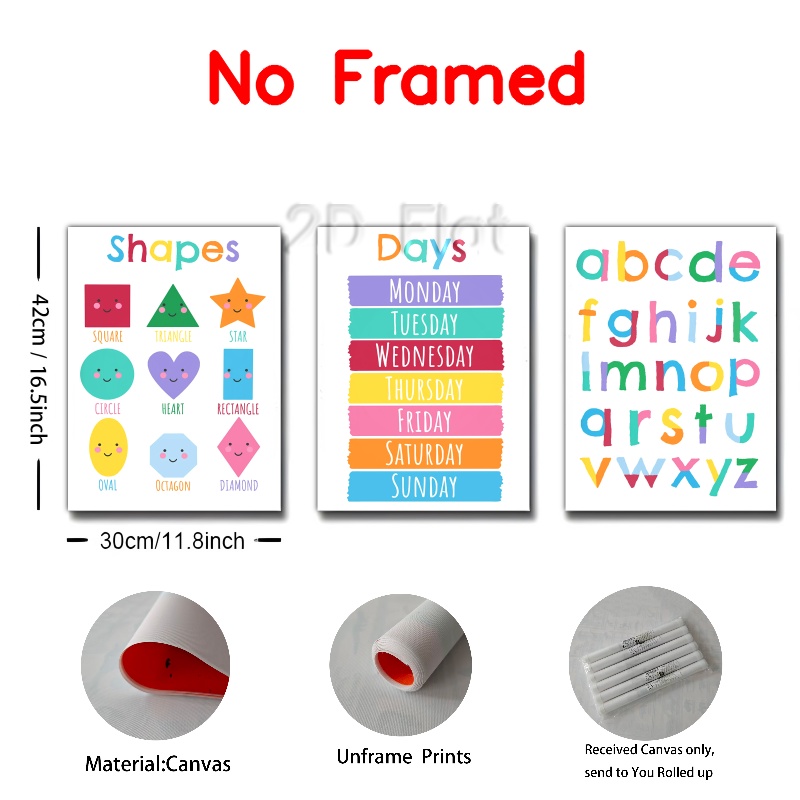 No Framed
2D Flat
42cm / 16.5inch
30cm/11.8inch
Shapes
SQUARE TRIANGLE STAR
CIRCLE HEART RECTANGLE
OVAL OCTAGON DIAMOND
Days
MONDAY
TUESDAY
WEDNESDAY
THURSDAY
FRIDAY
SATURDAY
SUNDAY
abcde
fghijk
lmnop
qrstu
vwxyz
Material:Canvas
Unframe Prints
Received Canvas only,
send to You Rolled up